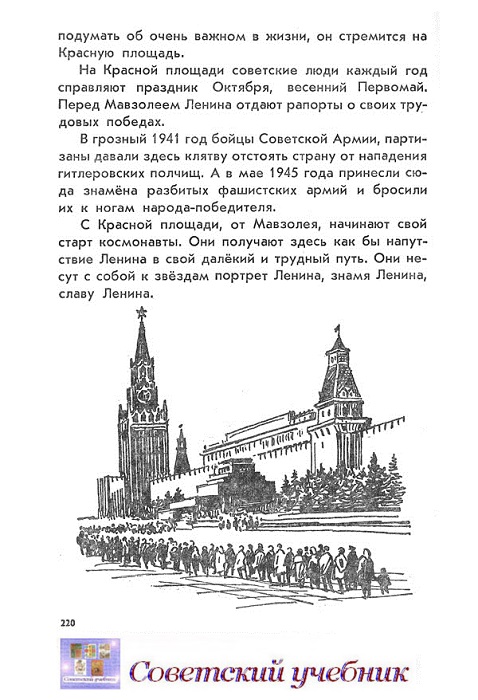 подумать об очень важном в жизни, он стремится на
Красную площадь.
На Красной площади советские люди каждый год
справляют праздник Октября, весенний Первомай.
Перед Мавзолеем Ленина отдают рапорты о своих тру-
довых победах.
В грозный 1941 год бойцы Советской Армии, парти-
заны давали здесь клятву отстоять страну от нападения
гитлеровских полчищ. А в мае 1945 года принесли сю-
да знамёна разбитых фашистских армий и бросили
их к ногам народа-победителя.
С Красной площади, от Мавзолея, начинают свой
старт космонавты. Они получают здесь как бы напут-
ствие Ленина в свой далёкий и трудный путь. Они не-
сут с собой к звёздам портрет Ленина, знамя Ленина,
славу Ленина.
220
Советский учебник